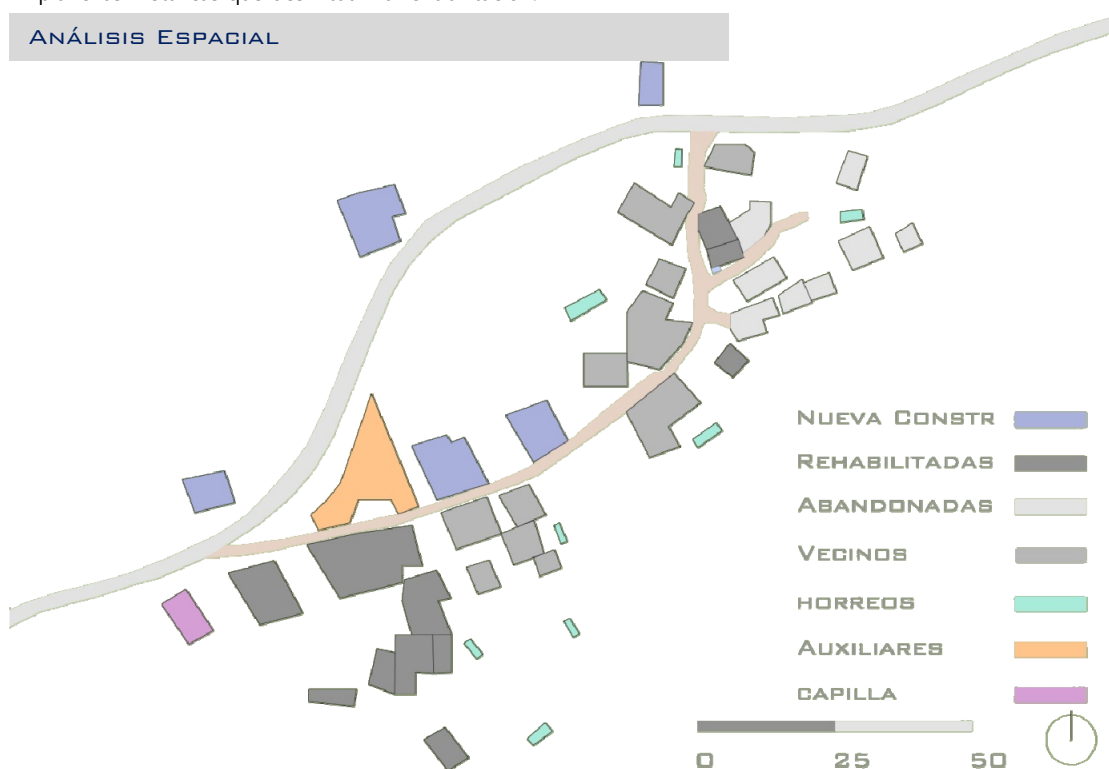 ANÁLISIS ESPACIAL
NUEVA CONSTR
REHABILITADAS
ABANDONADAS
VECINOS
HORREOS
AUXILIARES
CAPILLA
0 25 50